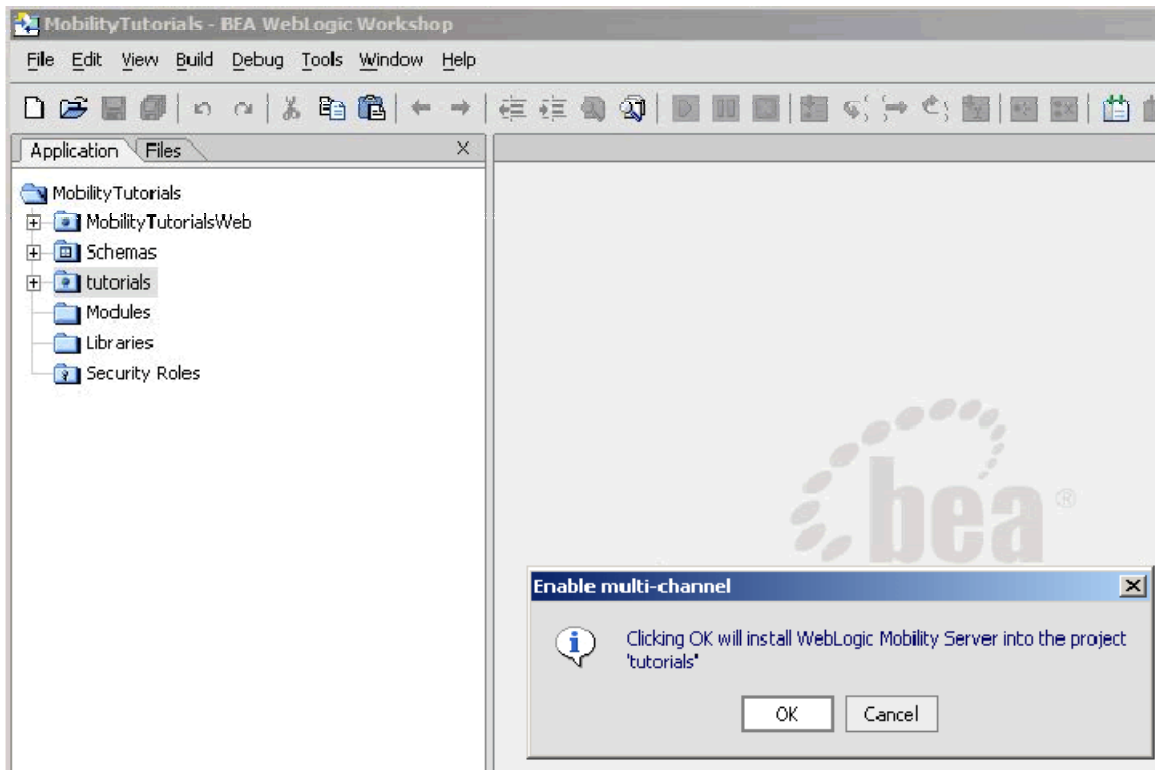 MobilityTutorials - BEA WebLogic Workshop
File Edit View Build Debug Tools Window Help
Application Files X
MobilityTutorials
MobilityTutorialsWeb
Schemas
tutorials
Modules
Libraries
Security Roles
bea®
Enable multi-channel
Clicking OK will install WebLogic Mobility Server into the project
'tutorials'
OK Cancel